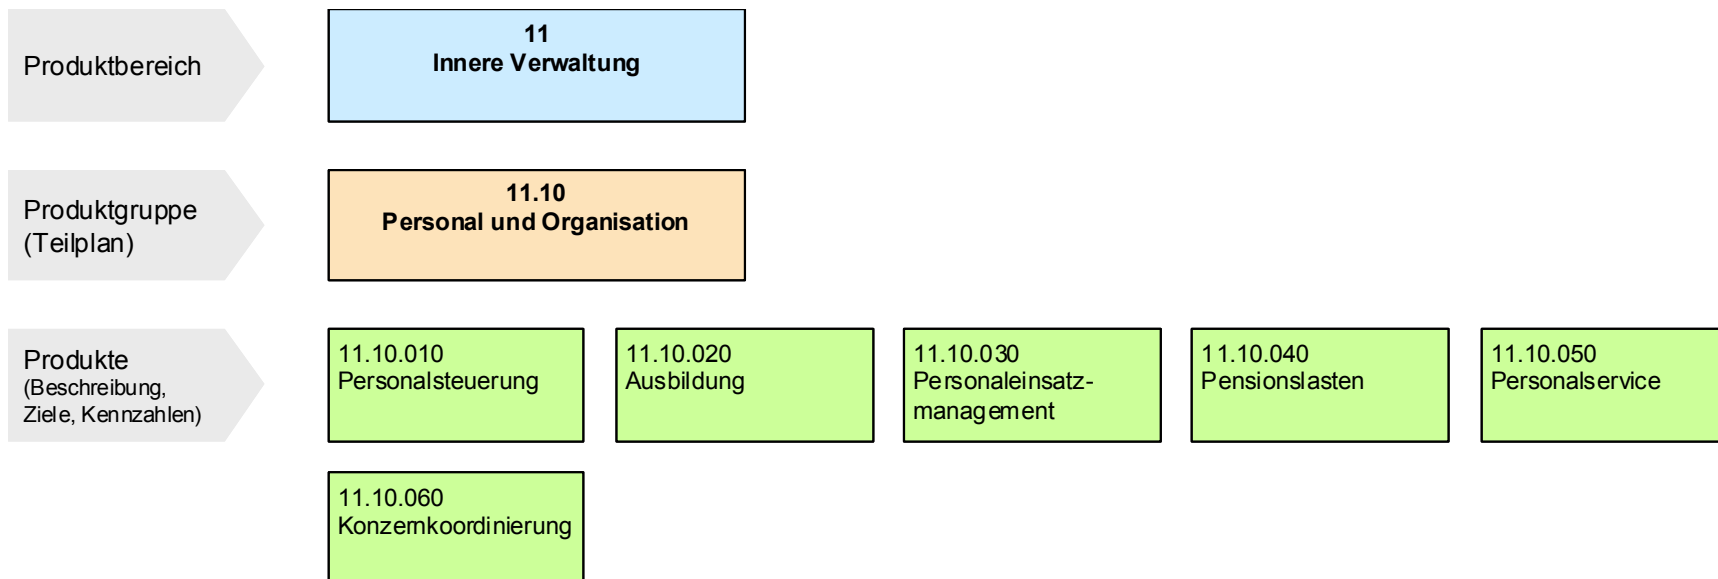 Produktbereich
11
Innere Verwaltung
Produktgruppe
(Teilplan)
11.10
Personal und Organisation
Produkte
(Beschreibung,
Ziele, Kennzahlen)
11.10.010
Personalsteuerung
11.10.020
Ausbildung
11.10.030
Personaleinsatz-
management
11.10.040
Pensionslasten
11.10.050
Personalservice
11.10.060
Konzernkoordinierung